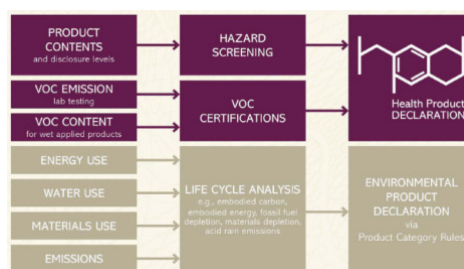 PRODUCT
CONTENTS
and disclosure levels
HAZARD
SCREENING
Health Product
DECLARATION
VOC EMISSION
lab testing
VOC CONTENT
for wet applied products
VOC
CERTIFICATIONS
ENERGY USE
WATER USE
MATERIALS USE
EMISSIONS
LIFE CYCLE ANALYSIS
e.g., embodied carbon,
embodied energy, fossil fuel
depletion, materials depletion,
acid rain emissions
ENVIRONMENTAL
PRODUCT
DECLARATION
via
Product Category Rules